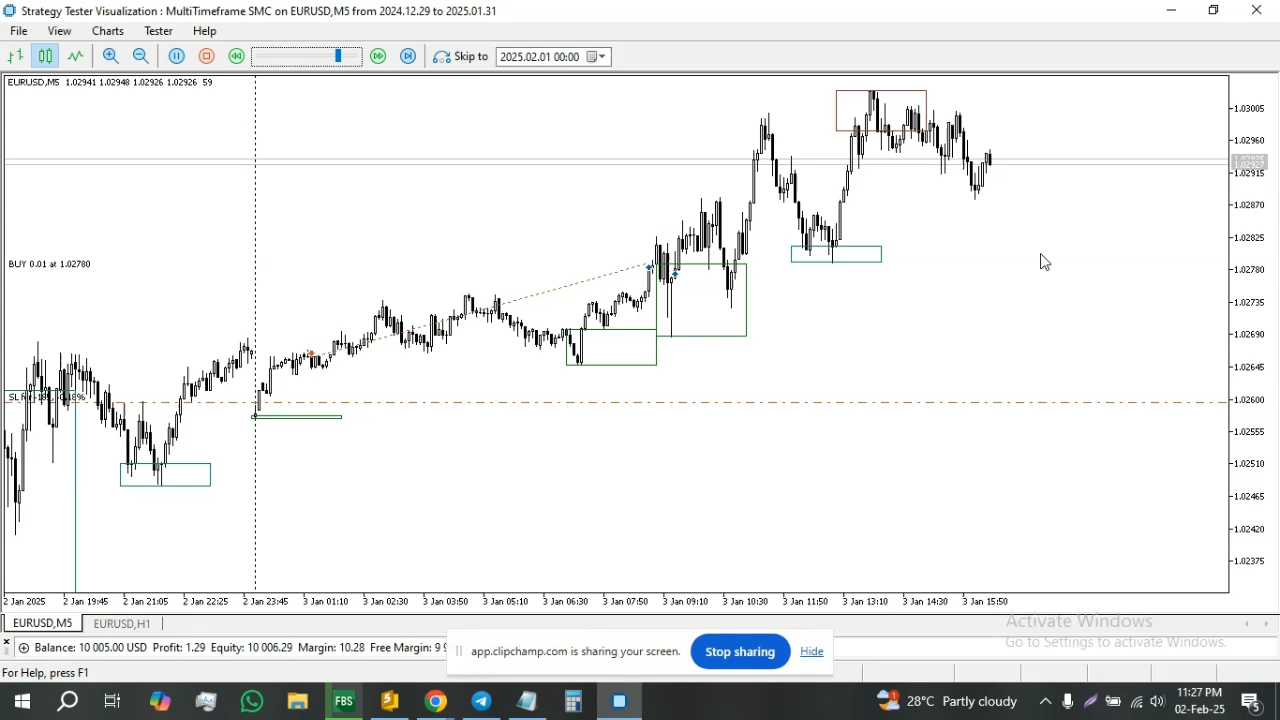 Strategy Tester Visualization : MultiTimeframe SMC on EURUSD,M5 from 2024.12.29 to 2025.01.31
File View Charts Tester Help
Skip to 2025.02.01 00:00
EURUSD,M5 1.02941 1.02948 1.02926 1.02926 59
1.03005
1.02960
1.02927
1.02915
1.02870
1.02825
BUY 0.01 at 1.02780
1.02780
1.02735
1.02690
1.02645
1.02600
1.02555
1.02510
1.02465
1.02420
1.02375
2 Jan 2025 2 Jan 19:45 2 Jan 21:05 2 Jan 22:25 2 Jan 23:45 3 Jan 01:10 3 Jan 02:30 3 Jan 03:50 3 Jan 05:10 3 Jan 06:30 3 Jan 07:50 3 Jan 09:10 3 Jan 10:30 3 Jan 11:50 3 Jan 13:10 3 Jan 14:30 3 Jan 15:50
EURUSD,M5 EURUSD,H1
Activate Windows
Go to Settings to activate Windows.
Balance: 10 005.00 USD Profit: 1.29 Equity: 10 006.29 Margin: 10.28 Free Margin: 9 9
app.clipchamp.com is sharing your screen. Stop sharing Hide
For Help, press F1
FBS
28°C Partly cloudy
11:27 PM
02-Feb-25
5